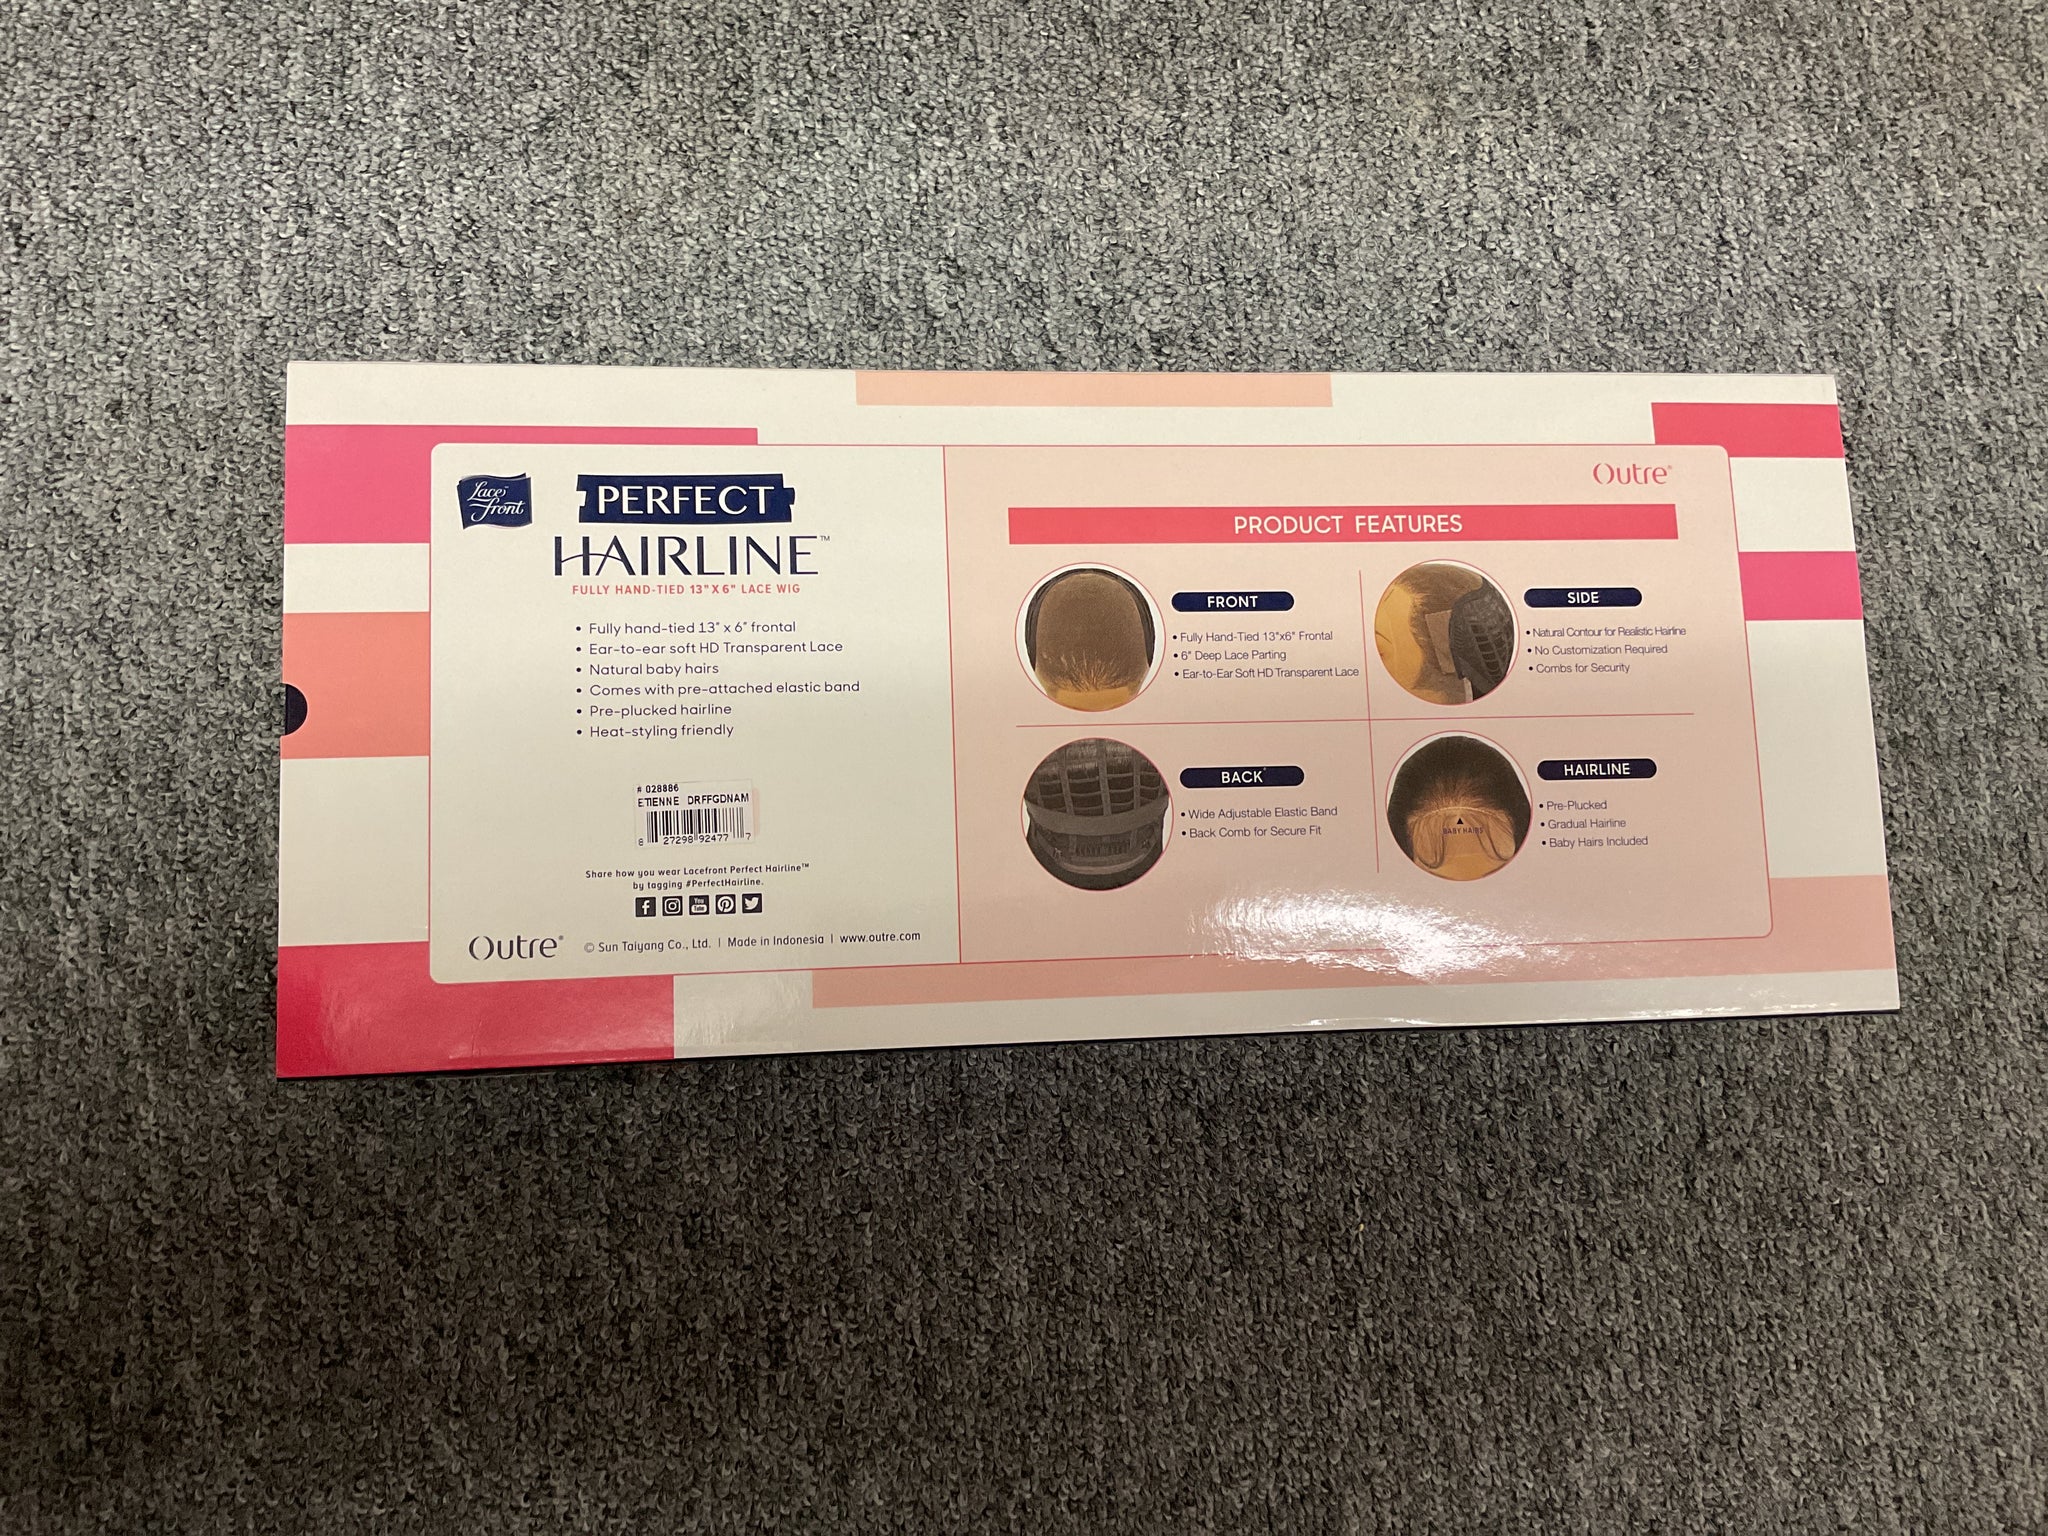 Lace Front™
PERFECT
HAIRLINE™
FULLY HAND-TIED 13" X 6" LACE WIG
• Fully hand-tied 13" x 6" frontal
• Ear-to-ear soft HD Transparent Lace
• Natural baby hairs
• Comes with pre-attached elastic band
• Pre-plucked hairline
• Heat-styling friendly
# 028886
ETIENNE DRFFGDNAM
8 27298 92477 7
Share how you wear Lacefront Perfect Hairline™
by tagging #PerfectHairline.
You Tube
Outre® © Sun Taiyang Co., Ltd. | Made in Indonesia | www.outre.com
Outre®
PRODUCT FEATURES
FRONT
• Fully Hand-Tied 13"x6" Frontal
• 6" Deep Lace Parting
• Ear-to-Ear Soft HD Transparent Lace
SIDE
• Natural Contour for Realistic Hairline
• No Customization Required
• Combs for Security
BACK
• Wide Adjustable Elastic Band
• Back Comb for Secure Fit
HAIRLINE
• Pre-Plucked
• Gradual Hairline
• Baby Hairs Included
BABY HAIRS